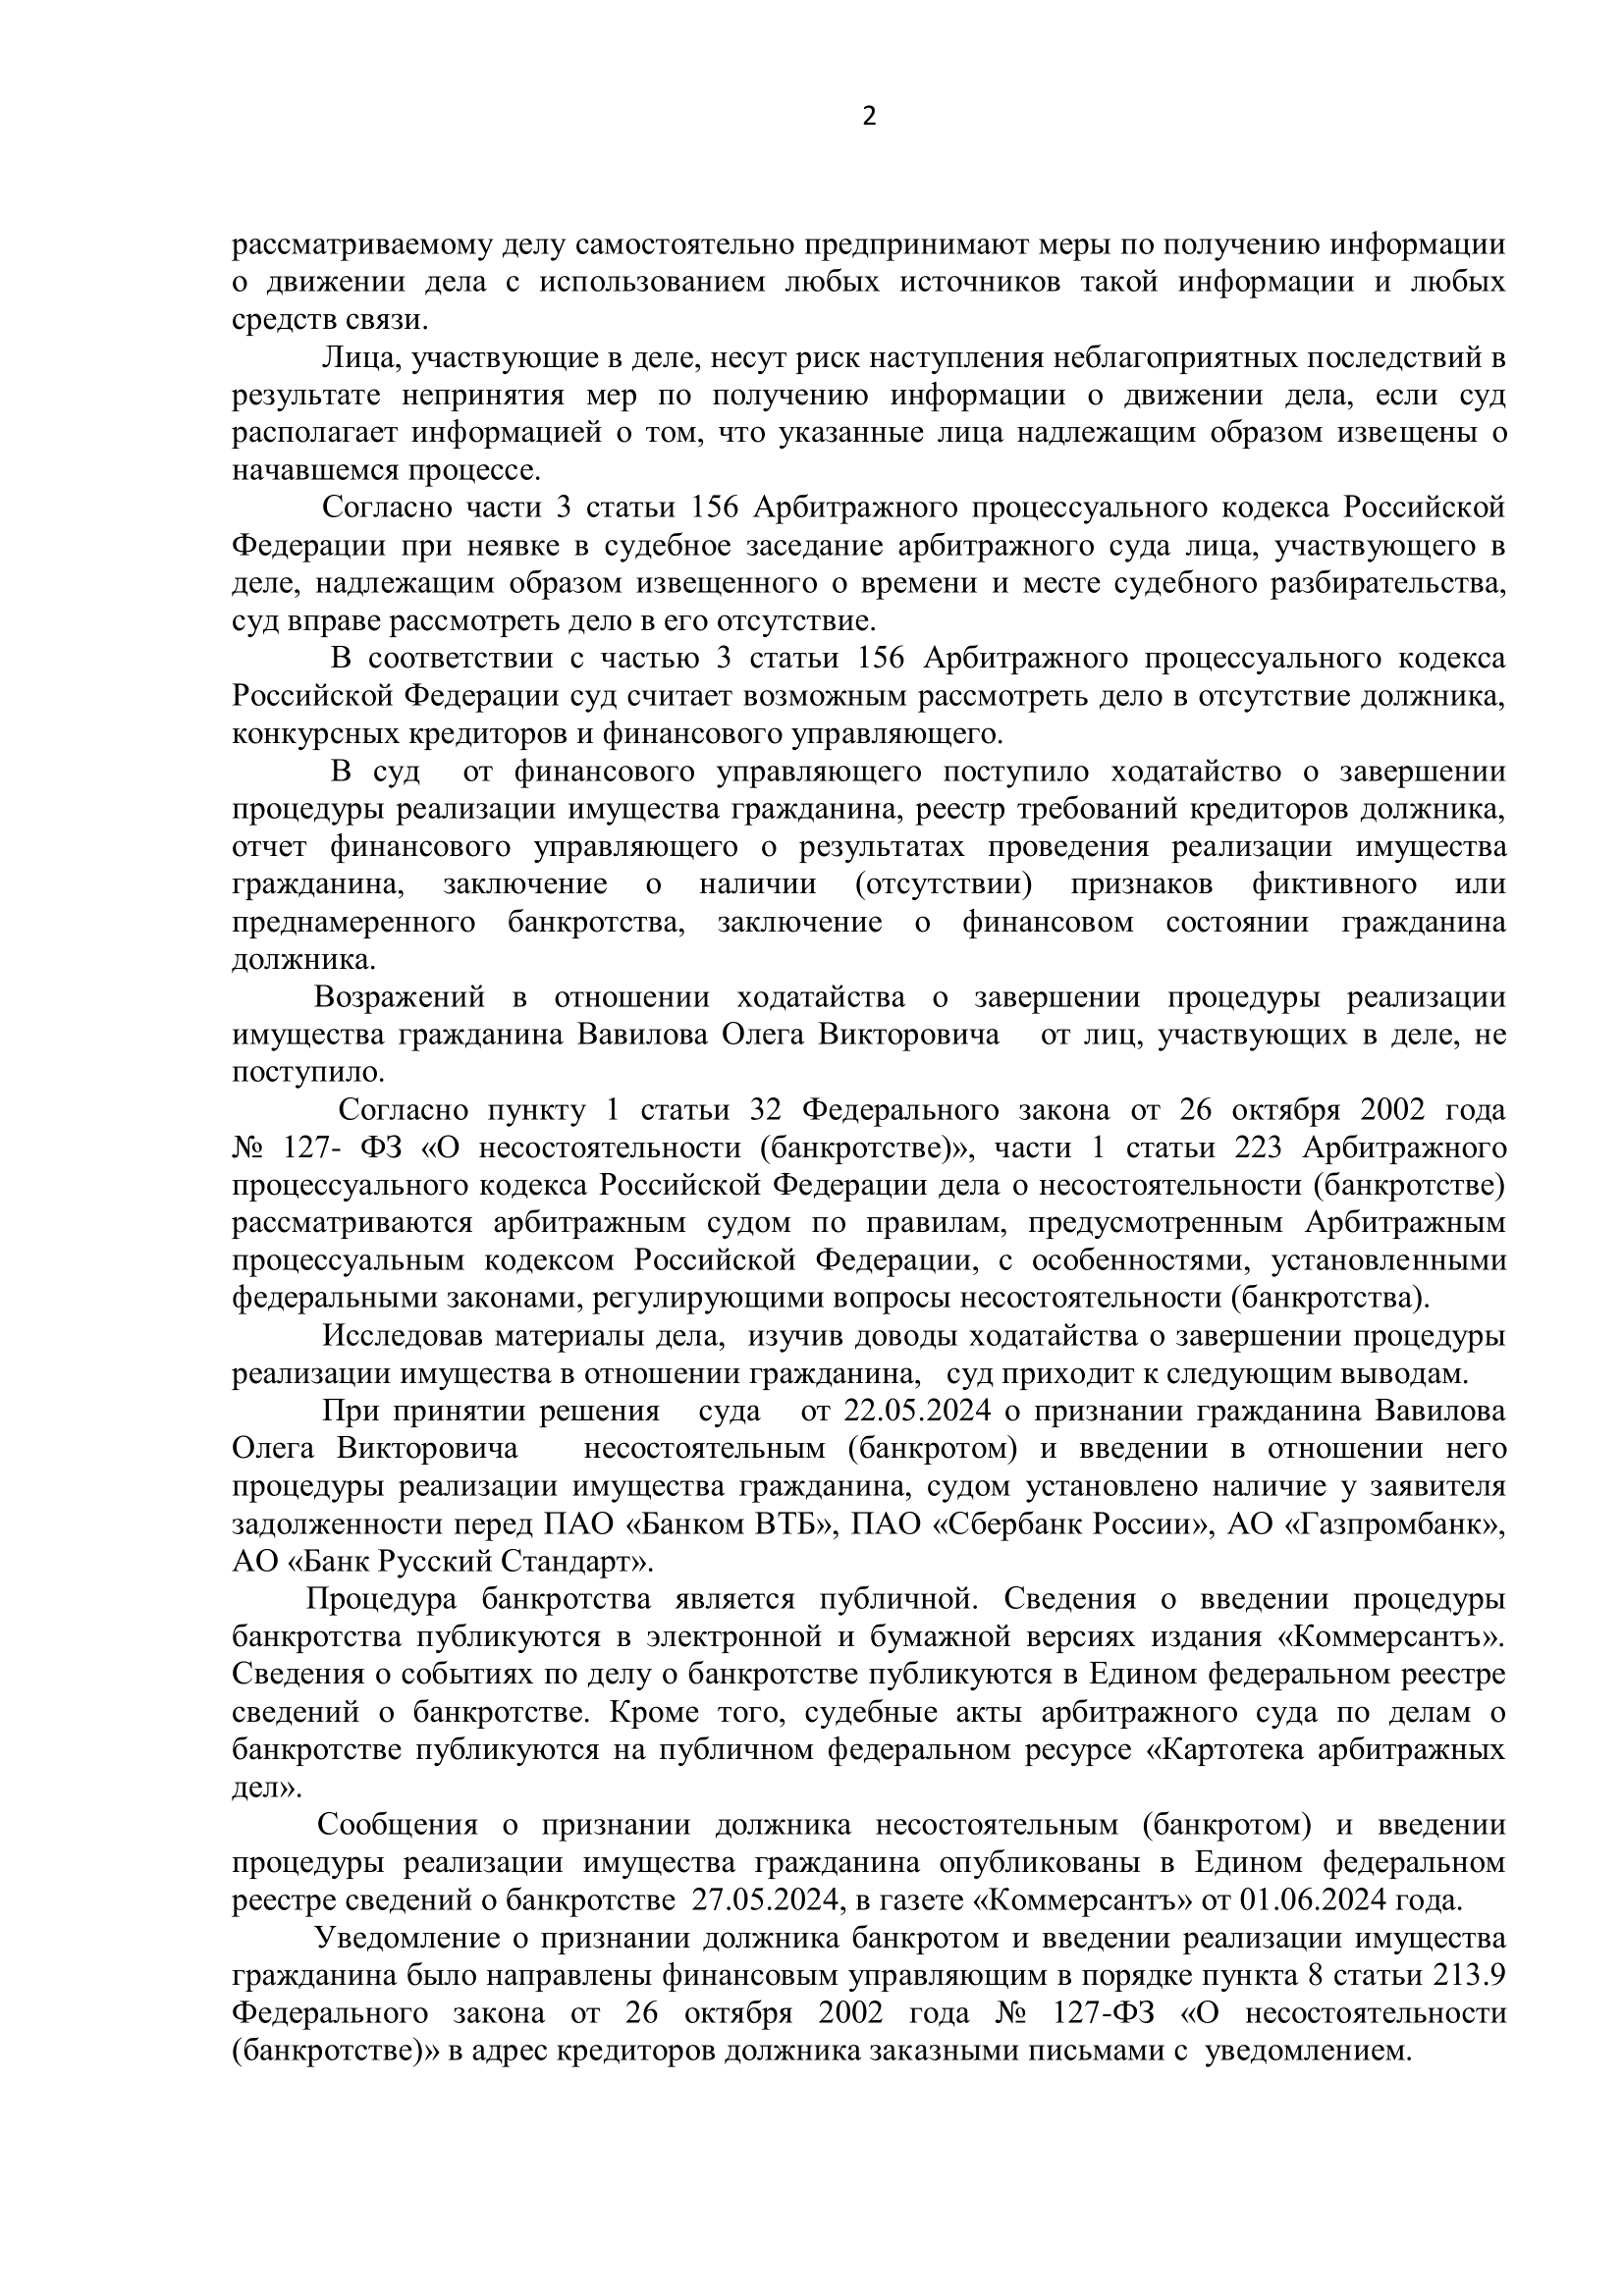 2
рассматриваемому делу самостоятельно предпринимают меры по получению информации
о движении дела с использованием любых источников такой информации и любых
средств связи.
Лица, участвующие в деле, несут риск наступления неблагоприятных последствий в
результате непринятия мер по получению информации о движении дела, если суд
располагает информацией о том, что указанные лица надлежащим образом извещены о
начавшемся процессе.
Согласно части 3 статьи 156 Арбитражного процессуального кодекса Российской
Федерации при неявке в судебное заседание арбитражного суда лица, участвующего в
деле, надлежащим образом извещенного о времени и месте судебного разбирательства,
суд вправе рассмотреть дело в его отсутствие.
В соответствии с частью 3 статьи 156 Арбитражного процессуального кодекса
Российской Федерации суд считает возможным рассмотреть дело в отсутствие должника,
конкурсных кредиторов и финансового управляющего.
В суд от финансового управляющего поступило ходатайство о завершении
процедуры реализации имущества гражданина, реестр требований кредиторов должника,
отчет финансового управляющего о результатах проведения реализации имущества
гражданина, заключение о наличии (отсутствии) признаков фиктивного или
преднамеренного банкротства, заключение о финансовом состоянии гражданина
должника.
Возражений в отношении ходатайства о завершении процедуры реализации
имущества гражданина Вавилова Олега Викторовича от лиц, участвующих в деле, не
поступило.
Согласно пункту 1 статьи 32 Федерального закона от 26 октября 2002 года
№ 127- ФЗ «О несостоятельности (банкротстве)», части 1 статьи 223 Арбитражного
процессуального кодекса Российской Федерации дела о несостоятельности (банкротстве)
рассматриваются арбитражным судом по правилам, предусмотренным Арбитражным
процессуальным кодексом Российской Федерации, с особенностями, установленными
федеральными законами, регулирующими вопросы несостоятельности (банкротства).
Исследовав материалы дела, изучив доводы ходатайства о завершении процедуры
реализации имущества в отношении гражданина, суд приходит к следующим выводам.
При принятии решения суда от 22.05.2024 о признании гражданина Вавилова
Олега Викторовича несостоятельным (банкротом) и введении в отношении него
процедуры реализации имущества гражданина, судом установлено наличие у заявителя
задолженности перед ПАО «Банком ВТБ», ПАО «Сбербанк России», АО «Газпромбанк»,
АО «Банк Русский Стандарт».
Процедура банкротства является публичной. Сведения о введении процедуры
банкротства публикуются в электронной и бумажной версиях издания «Коммерсантъ».
Сведения о событиях по делу о банкротстве публикуются в Едином федеральном реестре
сведений о банкротстве. Кроме того, судебные акты арбитражного суда по делам о
банкротстве публикуются на публичном федеральном ресурсе «Картотека арбитражных
дел».
Сообщения о признании должника несостоятельным (банкротом) и введении
процедуры реализации имущества гражданина опубликованы в Едином федеральном
реестре сведений о банкротстве 27.05.2024, в газете «Коммерсантъ» от 01.06.2024 года.
Уведомление о признании должника банкротом и введении реализации имущества
гражданина было направлены финансовым управляющим в порядке пункта 8 статьи 213.9
Федерального закона от 26 октября 2002 года № 127-ФЗ «О несостоятельности
(банкротстве)» в адрес кредиторов должника заказными письмами с уведомлением.